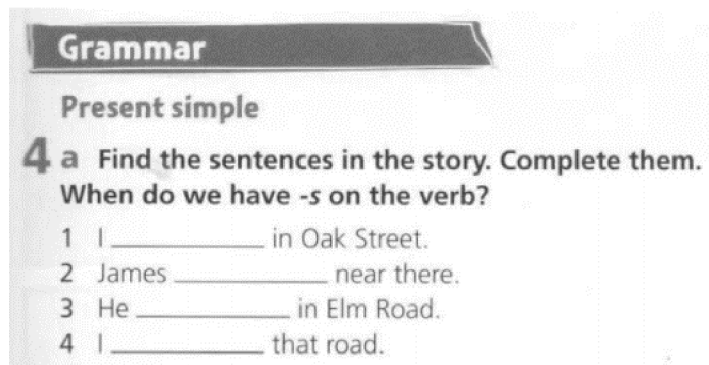 Grammar
Present simple
4 a Find the sentences in the story. Complete them.
When do we have -s on the verb?
1 I ____________ in Oak Street.
2 James ____________ near there.
3 He ____________ in Elm Road.
4 I ____________ that road.